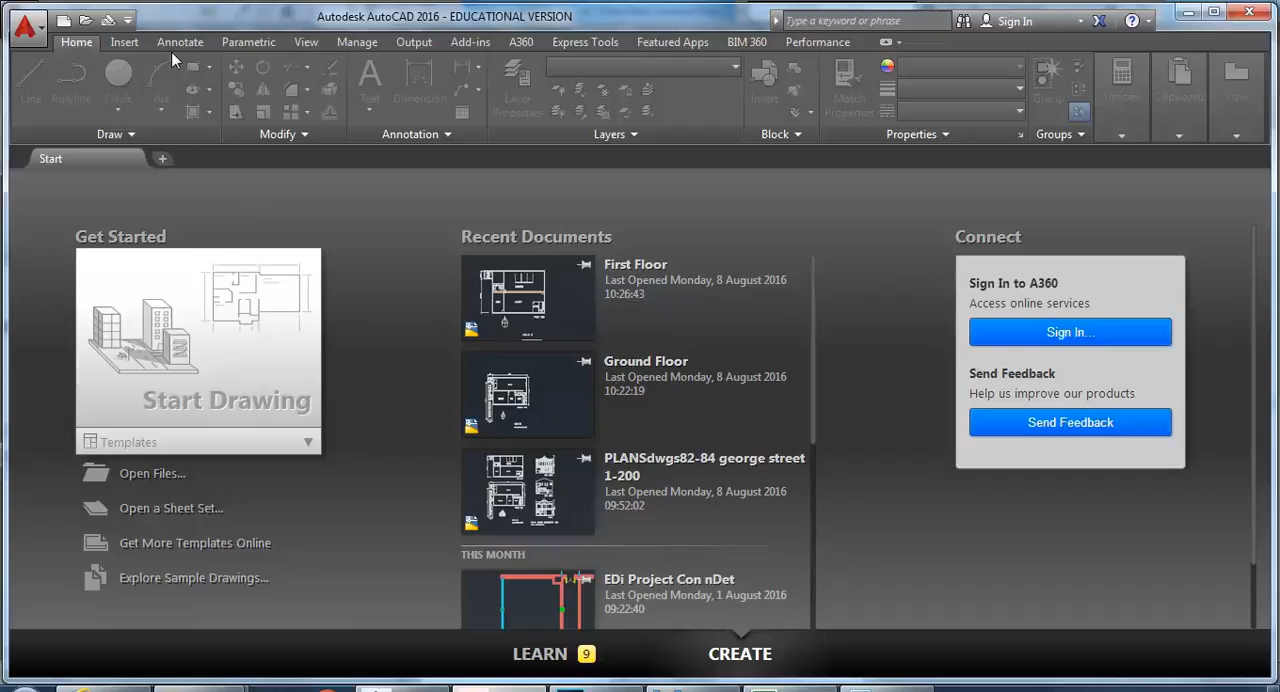 Autodesk AutoCAD 2016 - EDUCATIONAL VERSION
Type a keyword or phrase
Sign In
Home Insert Annotate Parametric View Manage Output Add-ins A360 Express Tools Featured Apps BIM 360 Performance
Line Polyline Circle Arc Text Dimension Layer Properties Insert Match Properties Group Utilities Clipboard View
Draw Modify Annotation Layers Block Properties Groups
Start
Get Started
Start Drawing
Templates
Open Files...
Open a Sheet Set...
Get More Templates Online
Explore Sample Drawings...
Recent Documents
First Floor
Last Opened Monday, 8 August 2016
10:26:43
Ground Floor
Last Opened Monday, 8 August 2016
10:22:19
PLANSdwgs82-84 george street
1-200
Last Opened Monday, 8 August 2016
09:52:02
THIS MONTH
EDi Project Con nDet
Last Opened Monday, 1 August 2016
09:22:40
Connect
Sign In to A360
Access online services
Sign In...
Send Feedback
Help us improve our products
Send Feedback
LEARN 9 CREATE